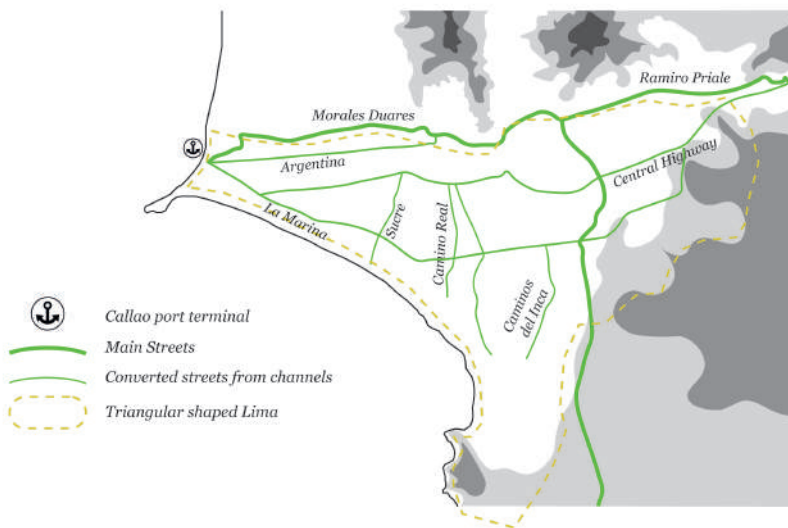 Ramiro Priale
Morales Duares
Argentina
Central Highway
La Marina
Sucre
Camino Real
Caminos
del Inca
Callao port terminal
Main Streets
Converted streets from channels
Triangular shaped Lima